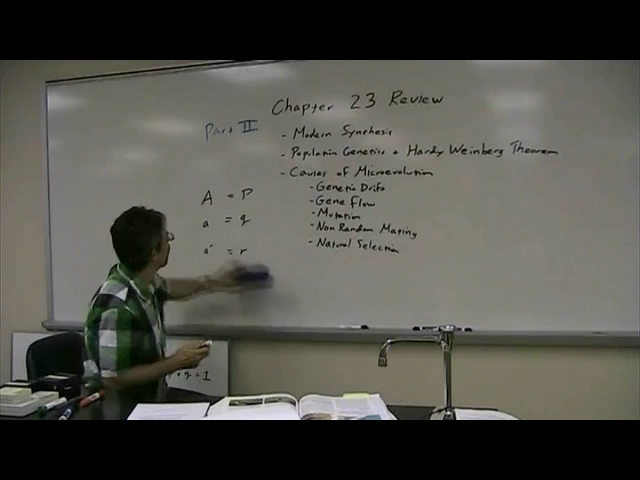 Chapter 23 Review
Part II
- Modern Synthesis
- Population Genetics + Hardy Weinberg Theorem
- Causes of Microevolution
- Genetic Drift
- Gene Flow
- Mutation
- Non Random Mating
- Natural Selection
A = P
a = q
a' = r
+ q = 1